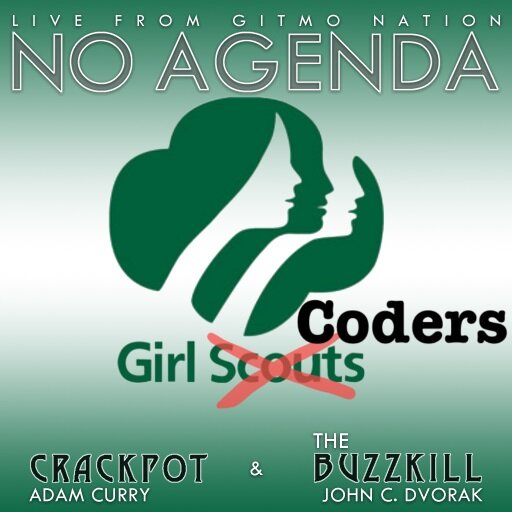 LIVE FROM GITMO NATION
NO AGENDA
Coders
Girl Scouts
CRACKPOT & THE BUZZKILL
ADAM CURRY JOHN C. DVORAK